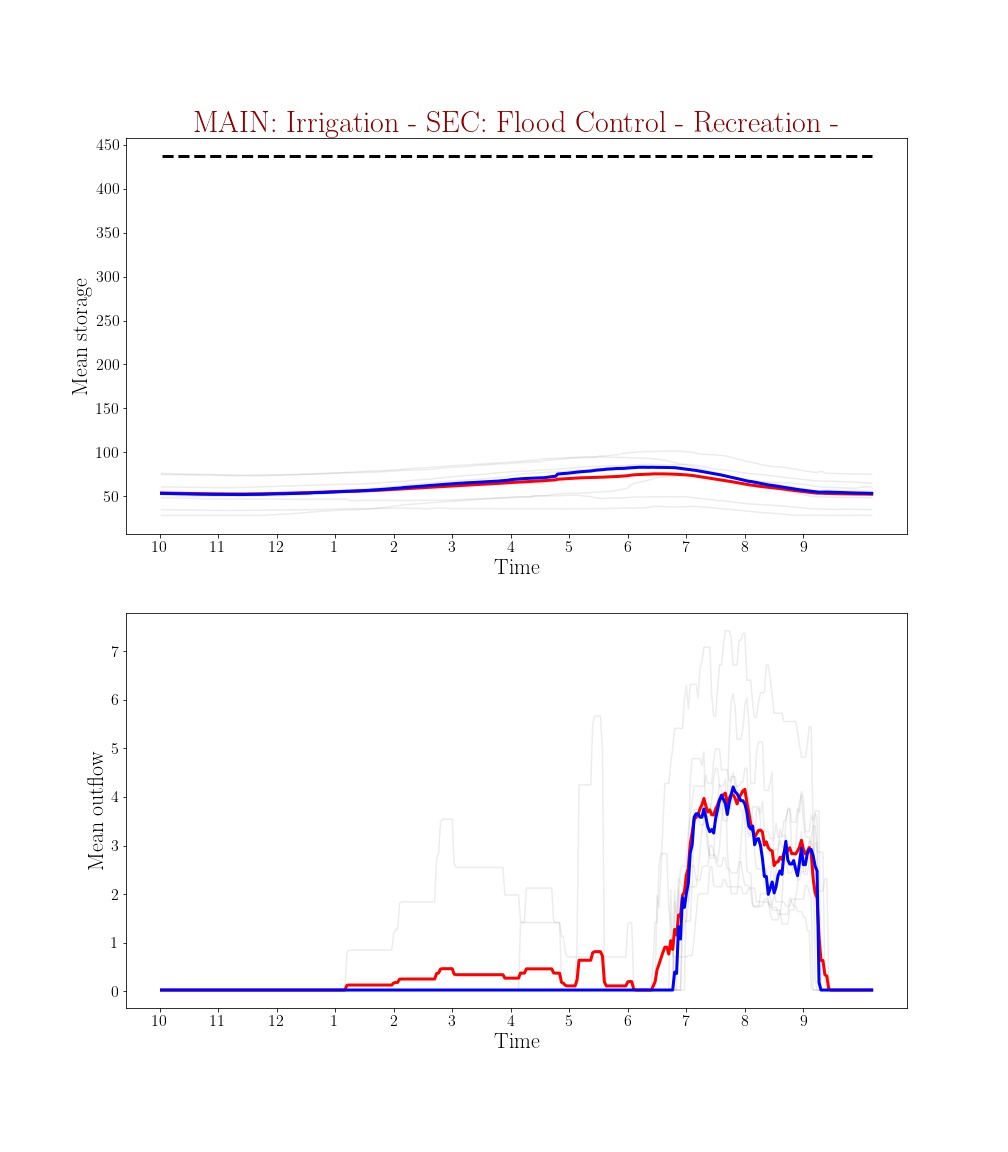 MAIN: Irrigation - SEC: Flood Control - Recreation -
450
400
350
300
250
200
150
100
50
Mean storage
10 11 12 1 2 3 4 5 6 7 8 9
Time
7
6
5
4
3
2
1
0
Mean outflow
10 11 12 1 2 3 4 5 6 7 8 9
Time